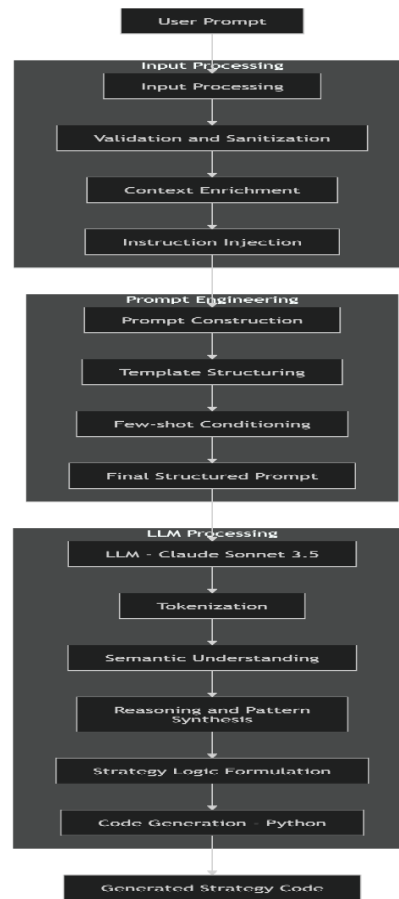 User Prompt
Input Processing
Input Processing
Validation and Sanitization
Context Enrichment
Instruction Injection
Prompt Engineering
Prompt Construction
Template Structuring
Few-shot Conditioning
Final Structured Prompt
LLM Processing
LLM - Claude Sonnet 3.5
Tokenization
Semantic Understanding
Reasoning and Pattern
Synthesis
Strategy Logic Formulation
Code Generation - Python
Generated Strategy Code